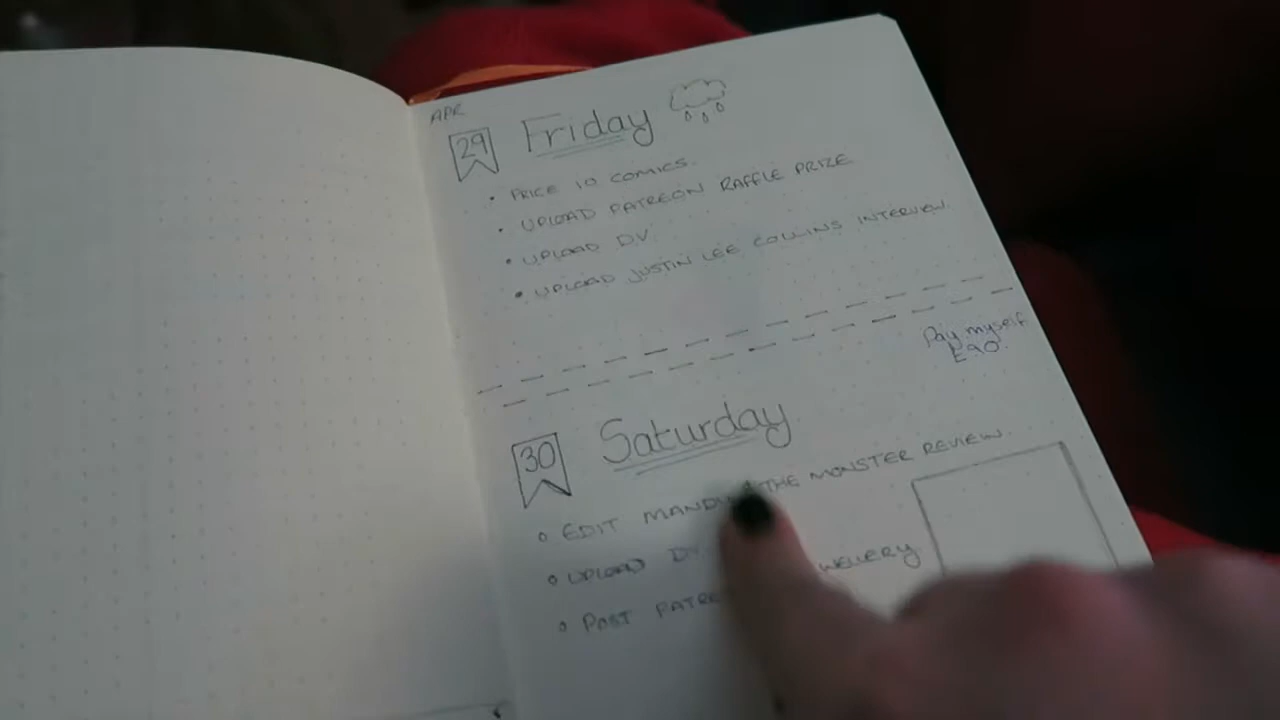 APR
29 Friday
• PRICE 10 COMICS.
• UPLOAD PATREON RAFFLE PRIZE
• UPLOAD DV
• UPLOAD JUSTIN LEE COLLINS INTERVIEW.
Pay myself
£90.
30 Saturday
EDIT THE MONSTER REVIEW.
UPLOAD
POST